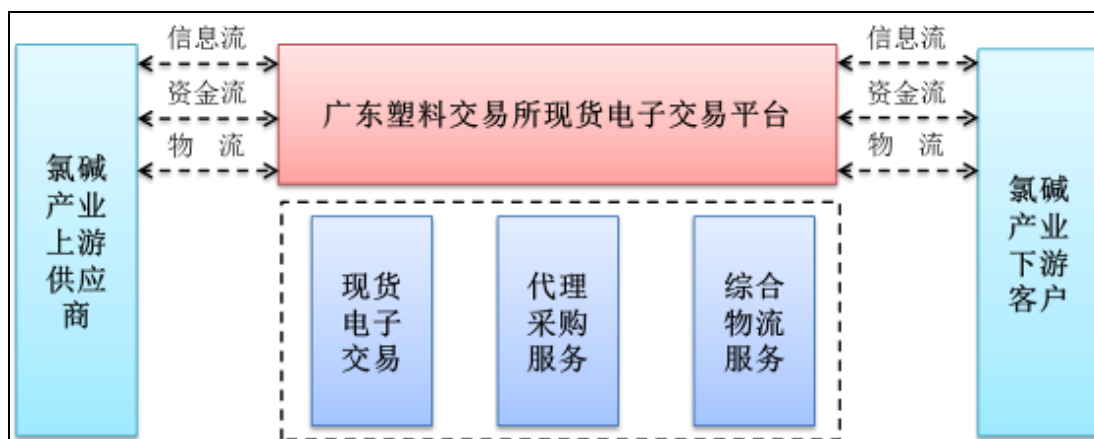 信息流
资金流
物 流
广东塑料交易所现货电子交易平台
信息流
资金流
物 流
氯碱
产业
上游
供应
商
现货
电子
交易
代理
采购
服务
综合
物流
服务
氯碱
产业
下游
客户